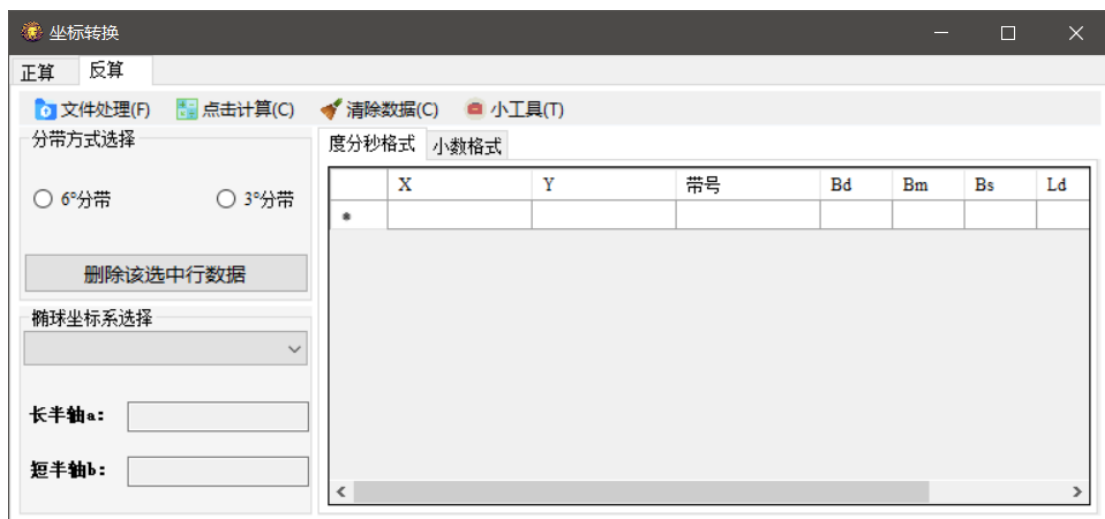 坐标转换
正算 反算
文件处理(F) 点击计算(C) 清除数据(C) 小工具(T)
分带方式选择
6°分带 3°分带
删除该选中行数据
椭球坐标系选择
长半轴a:
短半轴b:
度分秒格式 小数格式
X Y 带号 Bd Bm Bs Ld